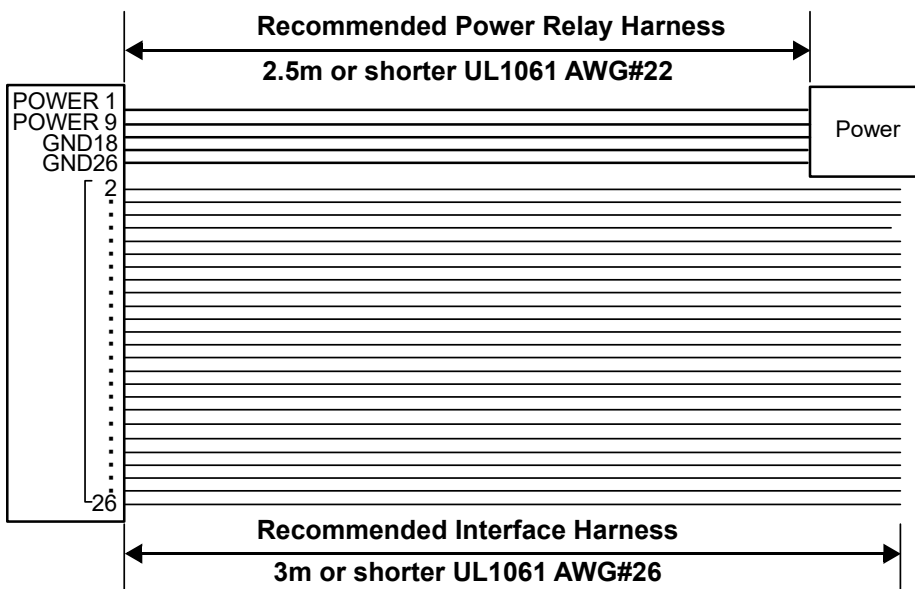 Recommended Power Relay Harness
2.5m or shorter UL1061 AWG#22
POWER 1
POWER 9
GND18
GND26
Power
2
26
Recommended Interface Harness
3m or shorter UL1061 AWG#26